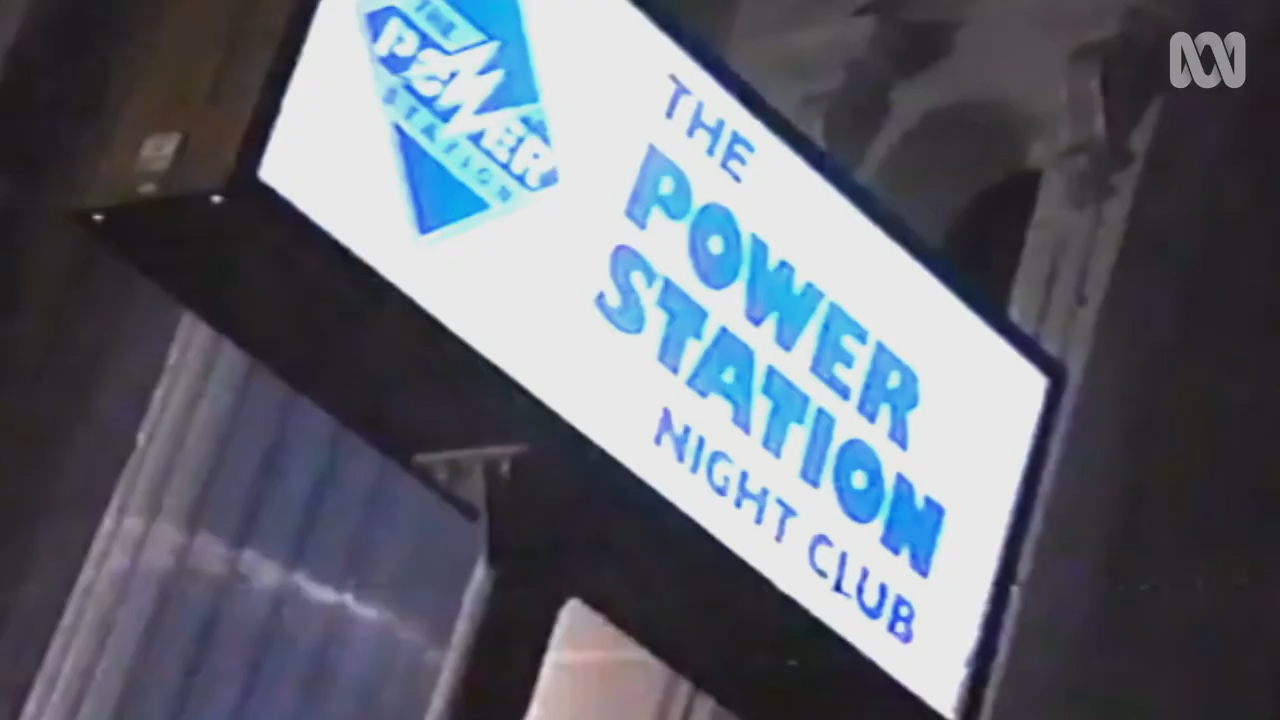 THE
POWER
STATION
THE
POWER
STATION
NIGHT CLUB